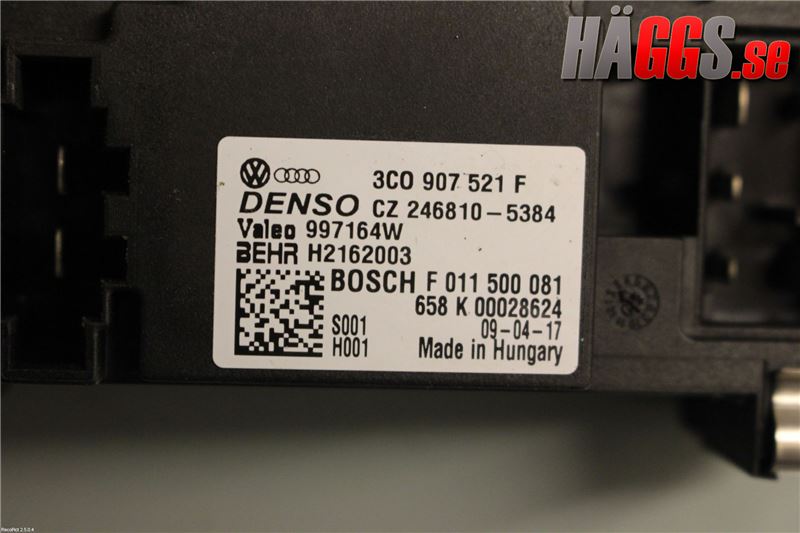 HÄGGS.se
3C0 907 521 F
DENSO CZ 246810-5384
Valeo 997164W
BEHR H2162003
BOSCH F 011 500 081
658 K 00028624
S001 09-04-17
H001 Made in Hungary